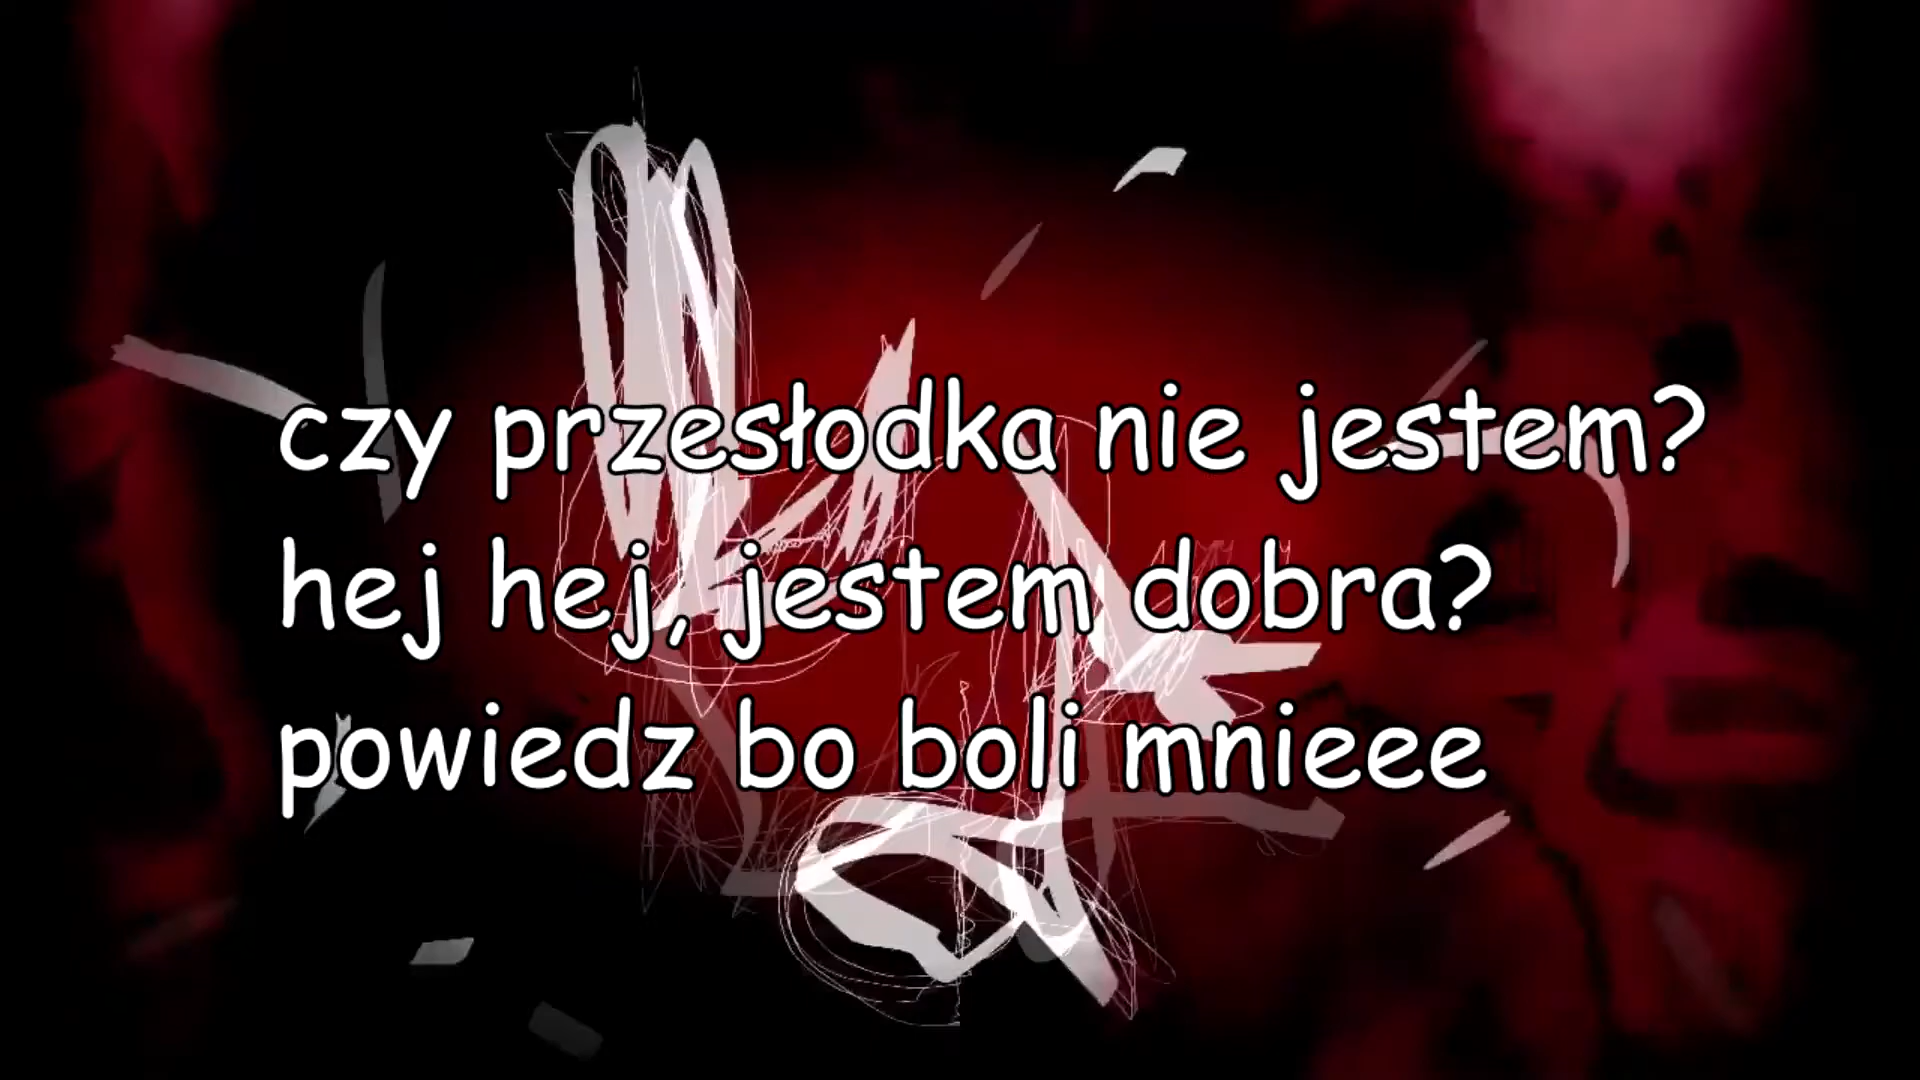 czy przesłodka nie jestem?
hej hej, jestem dobra?
powiedz bo boli mnieee